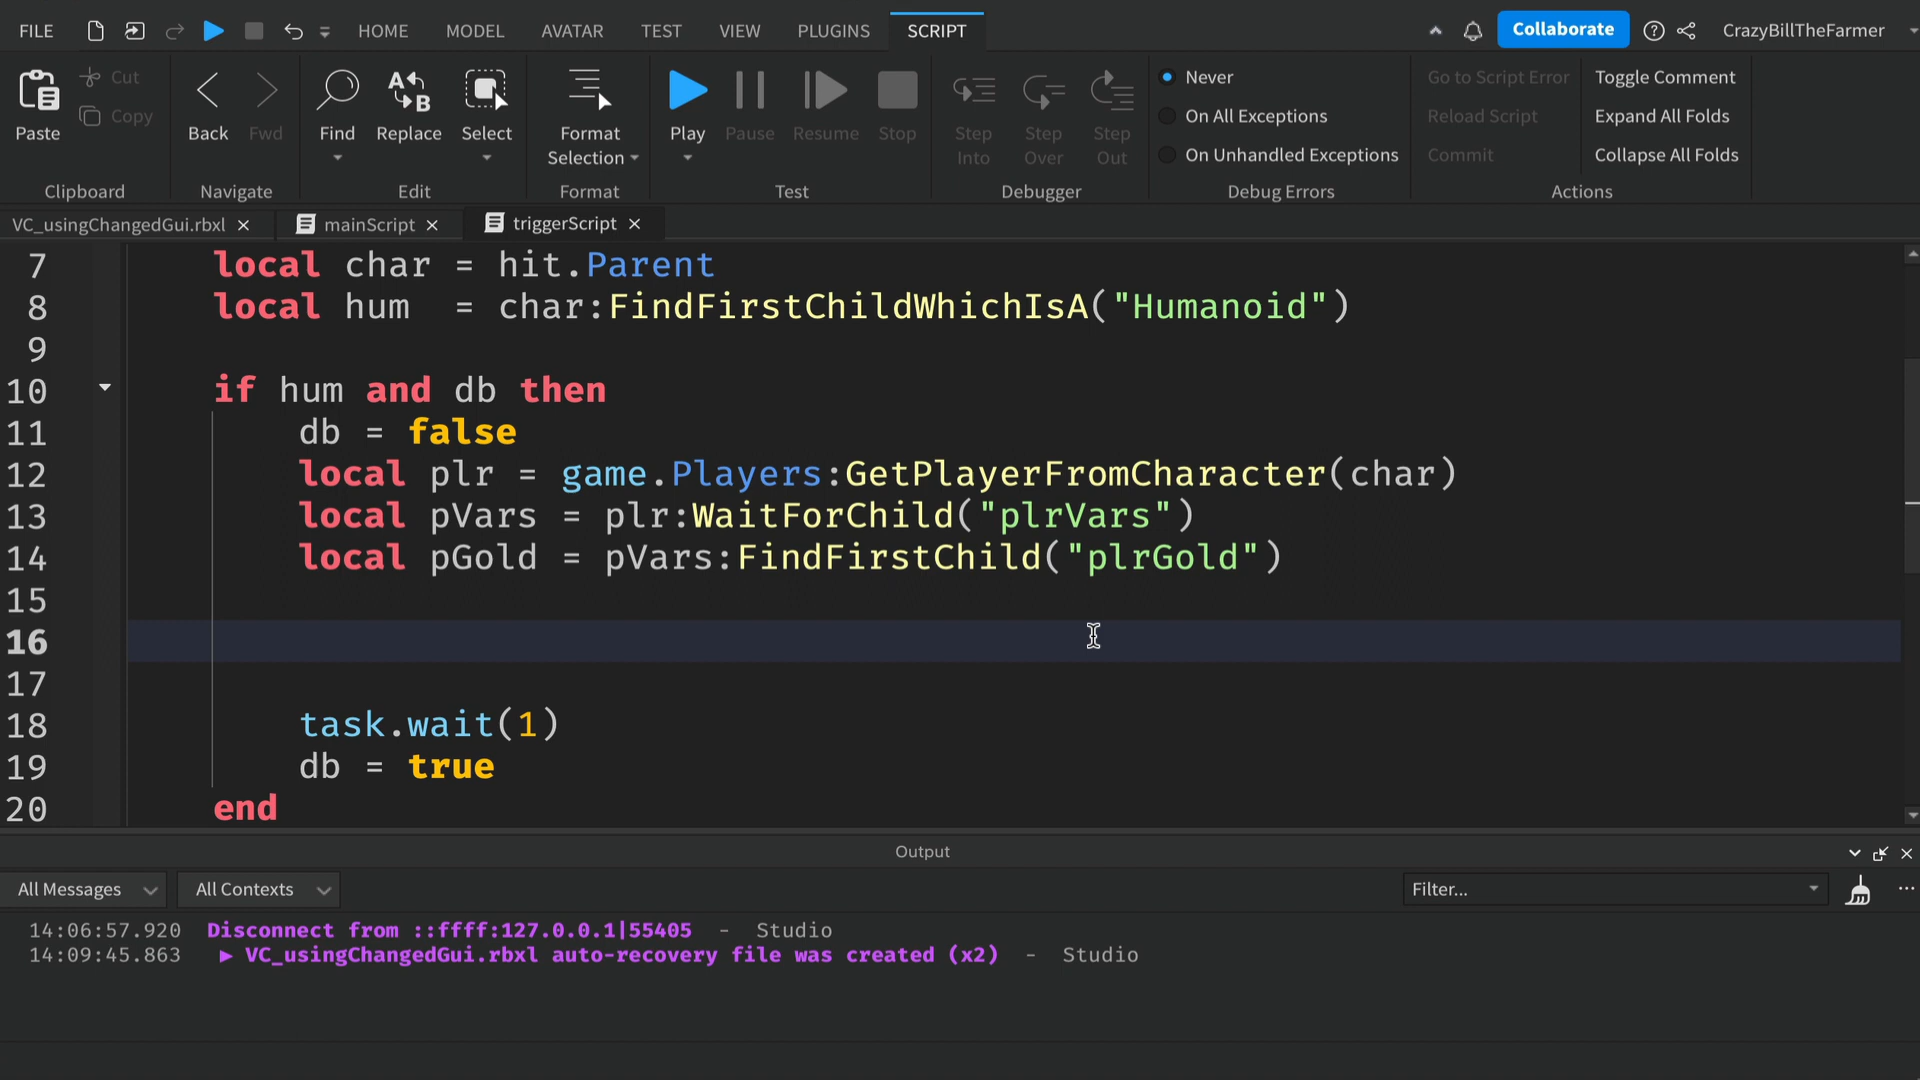 FILE HOME MODEL AVATAR TEST VIEW PLUGINS SCRIPT Collaborate CrazyBillTheFarmer
Paste Cut Copy Back Fwd Find Replace Select Format Selection Play Pause Resume Stop Step Into Step Over Step Out
Never
On All Exceptions
On Unhandled Exceptions
Go to Script Error
Reload Script
Commit
Toggle Comment
Expand All Folds
Collapse All Folds
Clipboard Navigate Edit Format Test Debugger Debug Errors Actions
VC_usingChangedGui.rbxl mainScript triggerScript
7 local char = hit.Parent
8 local hum  = char:FindFirstChildWhichIsA("Humanoid")
9
10 if hum and db then
11 db = false
12 local plr = game.Players:GetPlayerFromCharacter(char)
13 local pVars = plr:WaitForChild("plrVars")
14 local pGold = pVars:FindFirstChild("plrGold")
15
16
17
18 task.wait(1)
19 db = true
20 end
Output
All Messages All Contexts Filter...
14:06:57.920 Disconnect from ::ffff:127.0.0.1|55405 - Studio
14:09:45.863 ▶ VC_usingChangedGui.rbxl auto-recovery file was created (x2) - Studio